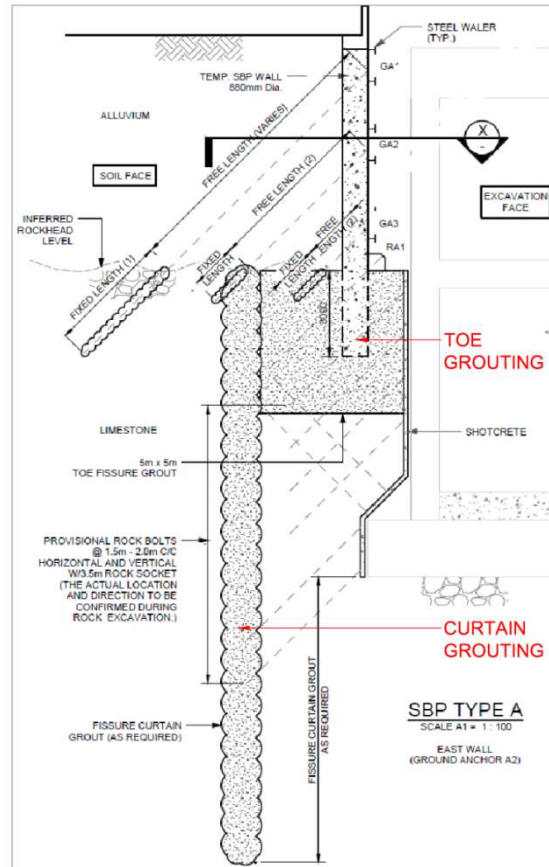 STEEL WALER
(TYP.)
TEMP. SBP WALL
880mm Dia.
GA1
ALLUVIUM
FREE LENGTH (VARIES)
X
-
GA2
SOIL FACE
FREE LENGTH (2)
EXCAVATION
FACE
INFERRED
ROCKHEAD
LEVEL
FIXED LENGTH (1)
FIXED
LENGTH
FIXED
LENGTH (2)
FREE
GA3
RA1
3000
TOE
GROUTING
LIMESTONE
SHOTCRETE
5m x 5m
TOE FISSURE GROUT
PROVISIONAL ROCK BOLTS
@ 1.5m - 2.0m C/C
HORIZONTAL AND VERTICAL
W/3.5m ROCK SOCKET
(THE ACTUAL LOCATION
AND DIRECTION TO BE
CONFIRMED DURING
ROCK EXCAVATION.)
CURTAIN
GROUTING
FISSURE CURTAIN
GROUT (AS REQUIRED)
FISSURE CURTAIN GROUT
AS REQUIRED
SBP TYPE A
SCALE A1 = 1 : 100
EAST WALL
(GROUND ANCHOR A2)